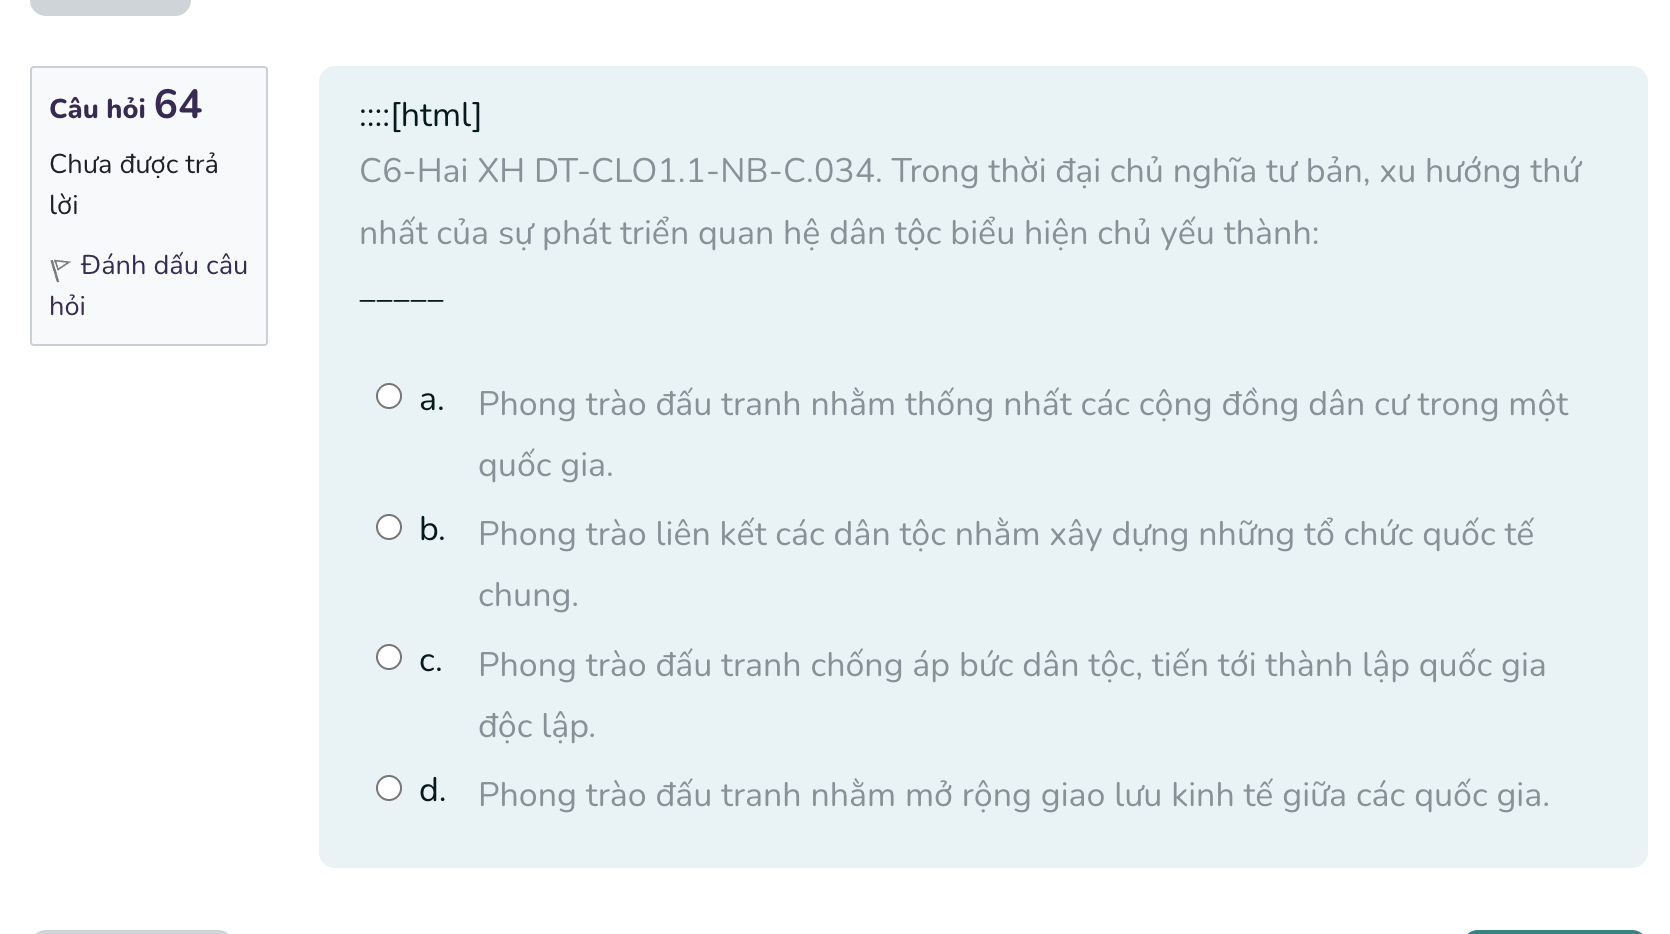 Câu hỏi 64
Chưa được trả
lời
Đánh dấu câu
hỏi
::::[html]
C6-Hai XH DT-CLO1.1-NB-C.034. Trong thời đại chủ nghĩa tư bản, xu hướng thứ
nhất của sự phát triển quan hệ dân tộc biểu hiện chủ yếu thành:
_____
a. Phong trào đấu tranh nhằm thống nhất các cộng đồng dân cư trong một
quốc gia.
b. Phong trào liên kết các dân tộc nhằm xây dựng những tổ chức quốc tế
chung.
c. Phong trào đấu tranh chống áp bức dân tộc, tiến tới thành lập quốc gia
độc lập.
d. Phong trào đấu tranh nhằm mở rộng giao lưu kinh tế giữa các quốc gia.